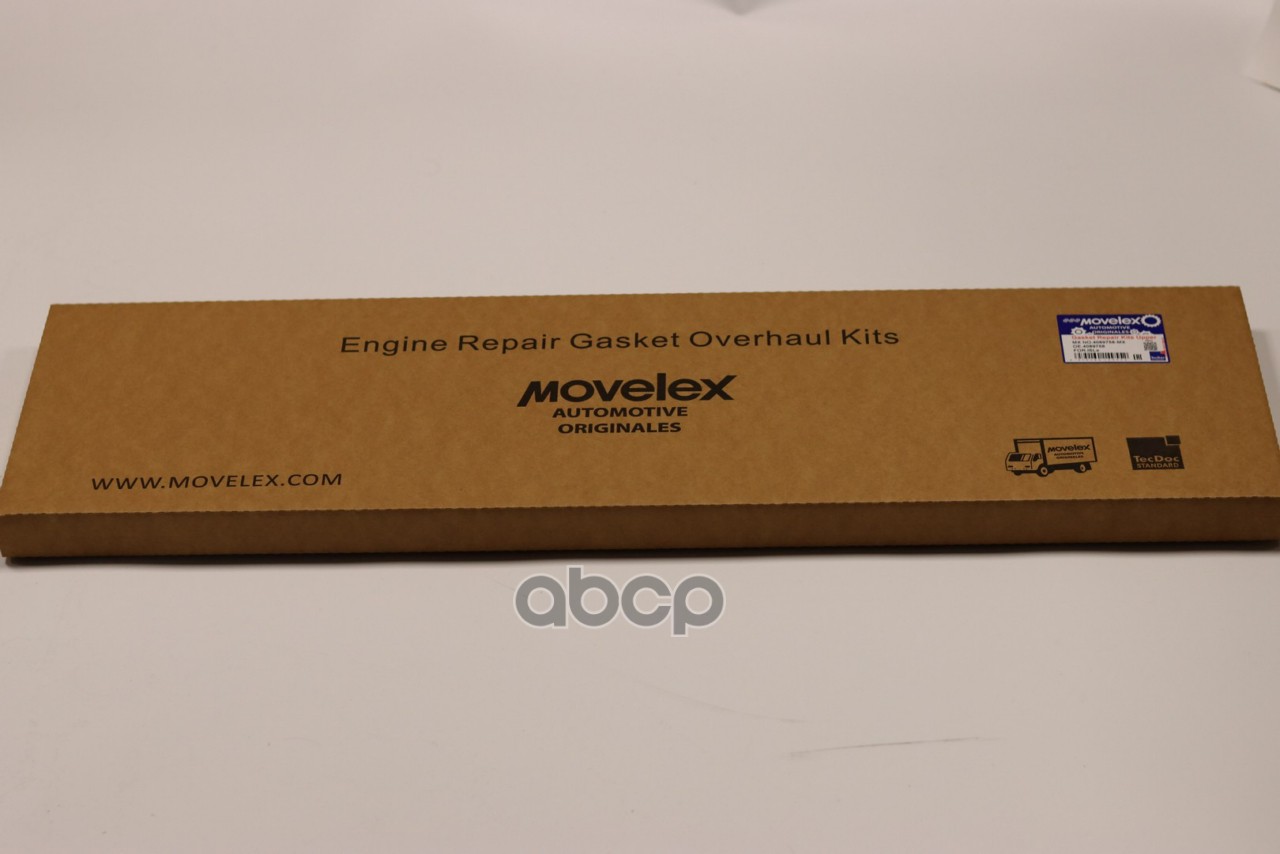 Engine Repair Gasket Overhaul Kits
MOVELEX
AUTOMOTIVE
ORIGINALES
WWW.MOVELEX.COM
MOVELEX
AUTOMOTIVE
ORIGINALES
Gasket Repair Kits Upper
MOVELEX
AUTOMOTIVE
ORIGINALES
TecDoc
STANDARD
abcp